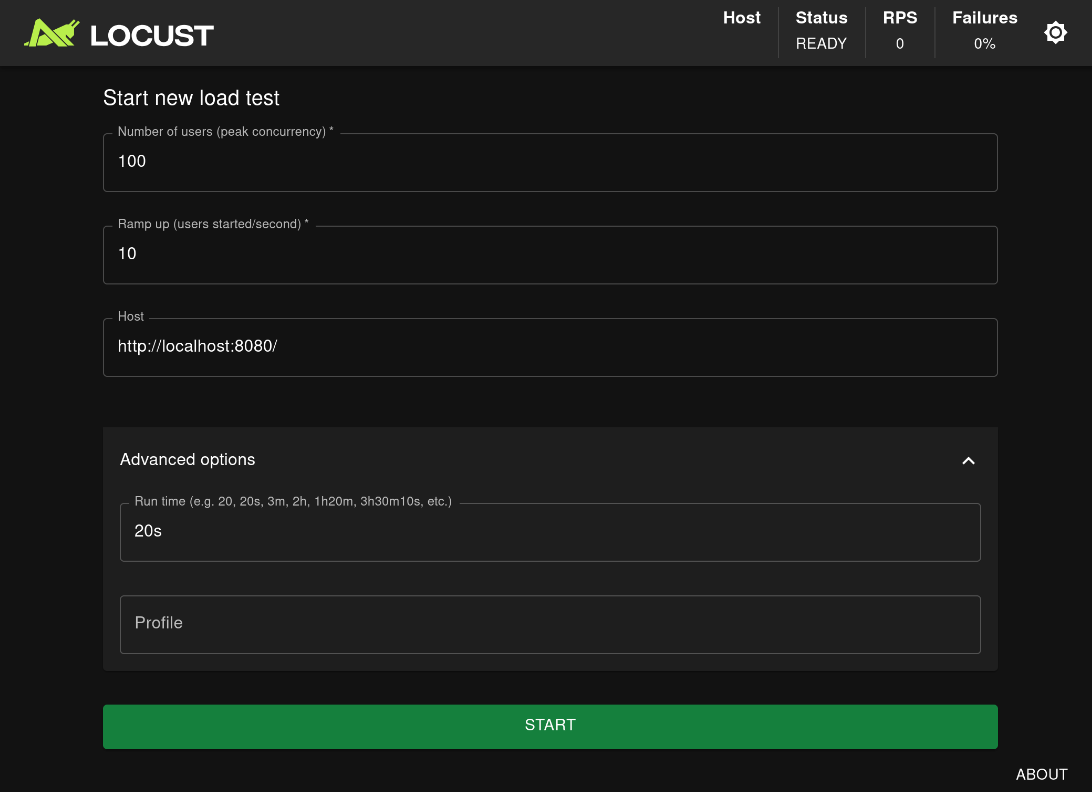 LOCUST
Host
Status
READY
RPS
0
Failures
0%
Start new load test
Number of users (peak concurrency) *
100
Ramp up (users started/second) *
10
Host
http://localhost:8080/
Advanced options
Run time (e.g. 20, 20s, 3m, 2h, 1h20m, 3h30m10s, etc.)
20s
Profile
START
ABOUT